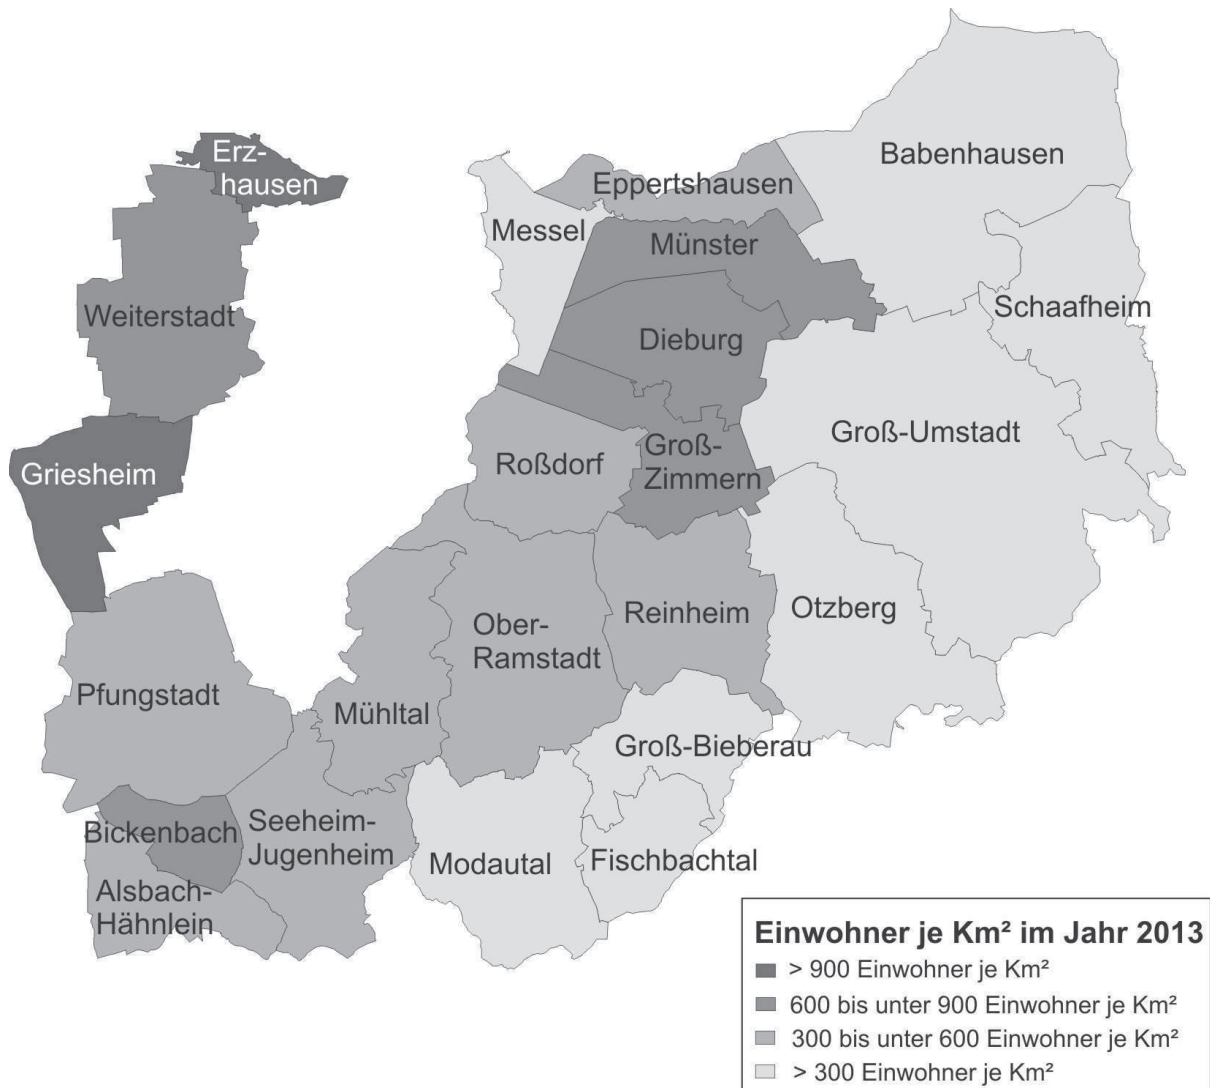 Erz-
hausen
Babenhausen
Eppertshausen
Messel
Münster
Weiterstadt
Schaafheim
Dieburg
Groß-Umstadt
Griesheim
Roßdorf
Groß-
Zimmern
Otzberg
Reinheim
Ober-
Ramstadt
Pfungstadt
Mühltal
Groß-Bieberau
Bickenbach
Seeheim-
Jugenheim
Modautal
Fischbachtal
Alsbach-
Hähnlein
Einwohner je Km² im Jahr 2013
> 900 Einwohner je Km²
600 bis unter 900 Einwohner je Km²
300 bis unter 600 Einwohner je Km²
> 300 Einwohner je Km²